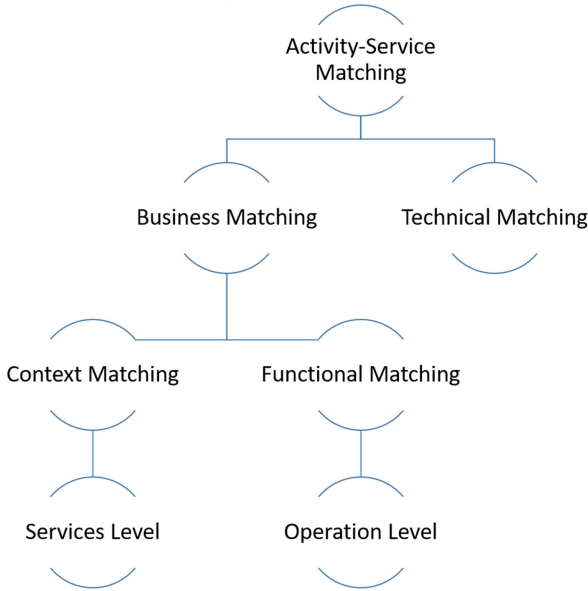 Activity-Service
Matching
Business Matching
Technical Matching
Context Matching
Functional Matching
Services Level
Operation Level